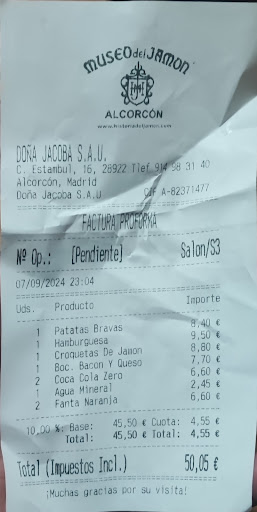 MUSEO del JAMON
ALCORCÓN
DOÑA JACOBA S.A.U.
C. Estambul, 16, 28922 Tlef 914 98 31 40
Alcorcón, Madrid
Doña Jacoba S.A.U CIF A-82371477
FACTURA PROFORMA
Nº Op.: [Pendiente] Salon/S3
07/09/2024 23:04
Uds. Producto Importe
1 Patatas Bravas 8,40 €
1 Hamburguesa 9,50 €
1 Croquetas De Jamon 8,80 €
1 Boc. Bacon Y Queso 7,70 €
2 Coca Cola Zero 6,60 €
1 Agua Mineral 2,45 €
2 Fanta Naranja 6,60 €
10,00 %: Base: 45,50 € Cuota: 4,55 €
Total: 45,50 € Total: 4,55 €
Total (Impuestos Incl.) 50,05 €
¡Muchas gracias por su visita!